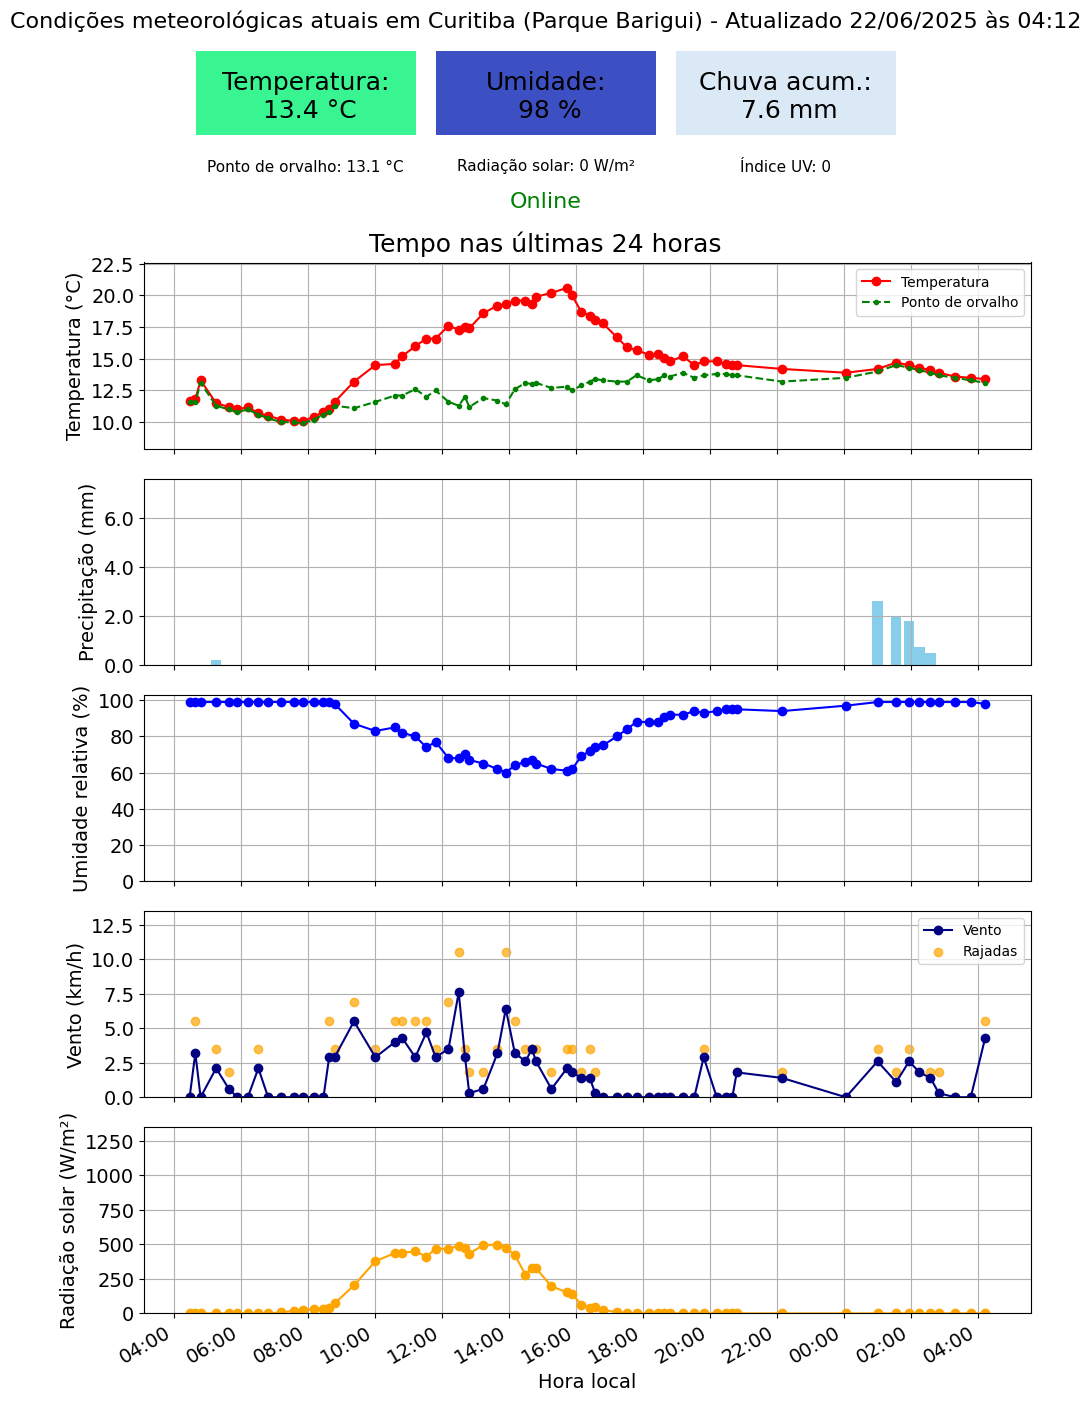 Condições meteorológicas atuais em Curitiba (Parque Barigui) - Atualizado 22/06/2025 às 04:12
Temperatura:
13.4 °C
Umidade:
98 %
Chuva acum.:
7.6 mm
Ponto de orvalho: 13.1 °C
Radiação solar: 0 W/m²
Índice UV: 0
Online
Tempo nas últimas 24 horas
Temperatura (°C)
22.5
20.0
17.5
15.0
12.5
10.0
Temperatura
Ponto de orvalho
Precipitação (mm)
6.0
4.0
2.0
0.0
Umidade relativa (%)
100
80
60
40
20
0
Vento (km/h)
12.5
10.0
7.5
5.0
2.5
0.0
Vento
Rajadas
Radiação solar (W/m²)
1250
1000
750
500
250
0
04:00 06:00 08:00 10:00 12:00 14:00 16:00 18:00 20:00 22:00 00:00 02:00 04:00
Hora local